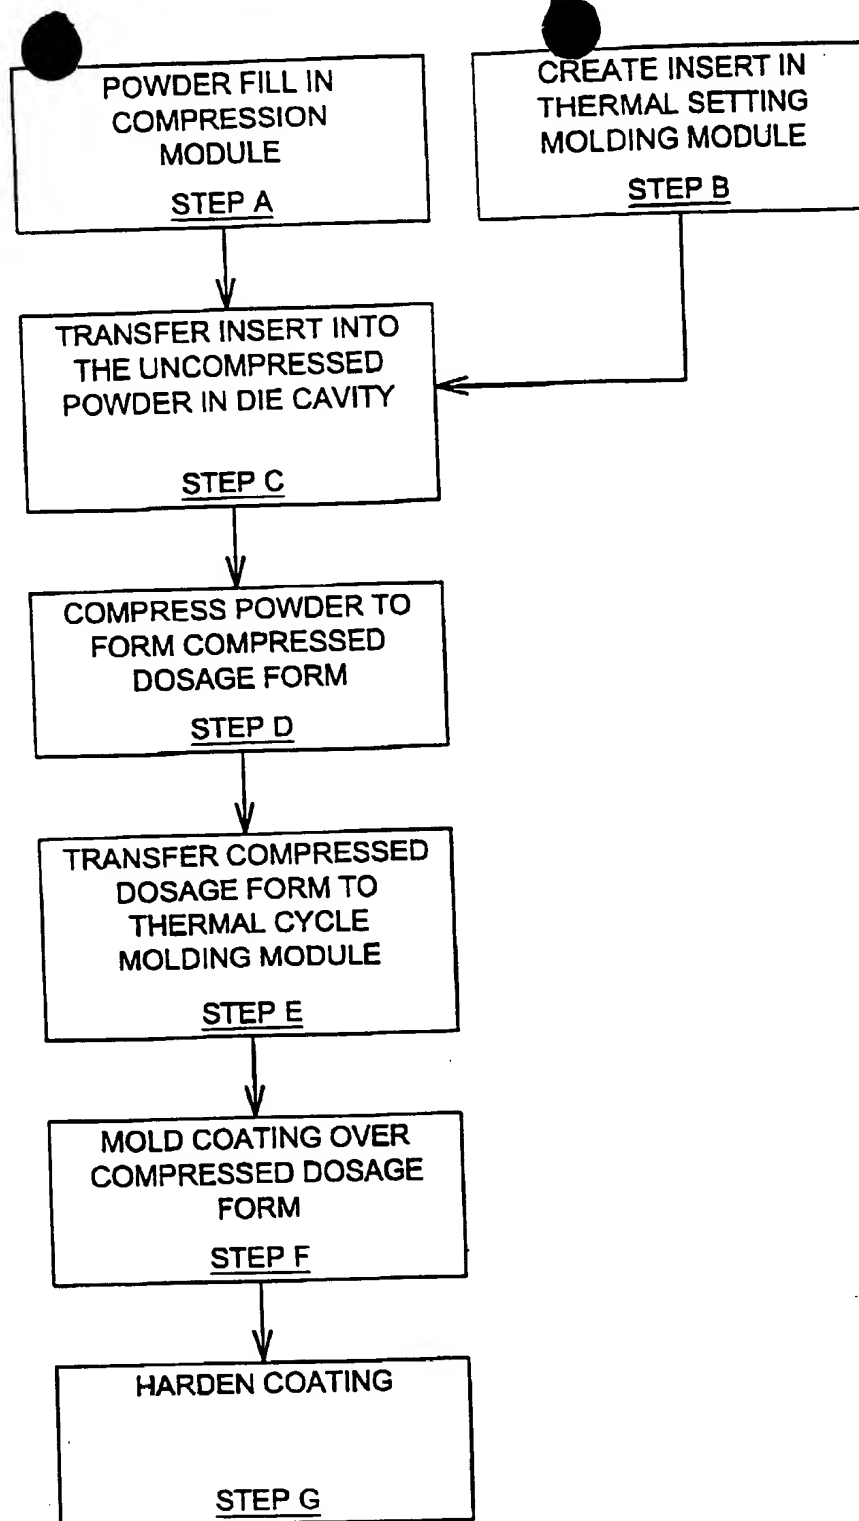 POWDER FILL IN
COMPRESSION
MODULE
STEP A
CREATE INSERT IN
THERMAL SETTING
MOLDING MODULE
STEP B
TRANSFER INSERT INTO
THE UNCOMPRESSED
POWDER IN DIE CAVITY
STEP C
COMPRESS POWDER TO
FORM COMPRESSED
DOSAGE FORM
STEP D
TRANSFER COMPRESSED
DOSAGE FORM TO
THERMAL CYCLE
MOLDING MODULE
STEP E
MOLD COATING OVER
COMPRESSED DOSAGE
FORM
STEP F
HARDEN COATING
STEP G